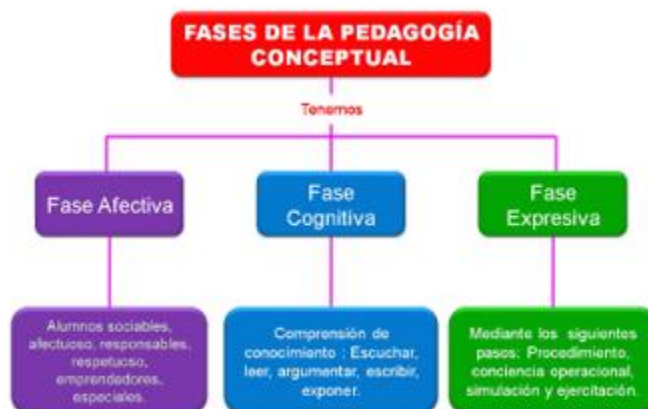 FASES DE LA PEDAGOGÍA
CONCEPTUAL
Tenemos
Fase Afectiva
Fase
Cognitiva
Fase
Expresiva
Alumnos sociables,
afectuoso, responsables,
respetuoso,
emprendedores,
especiales.
Comprensión de
conocimiento : Escuchar,
leer, argumentar, escribir,
exponer.
Mediante los siguientes
pasos: Procedimiento,
conciencia operacional,
simulación y ejercitación.